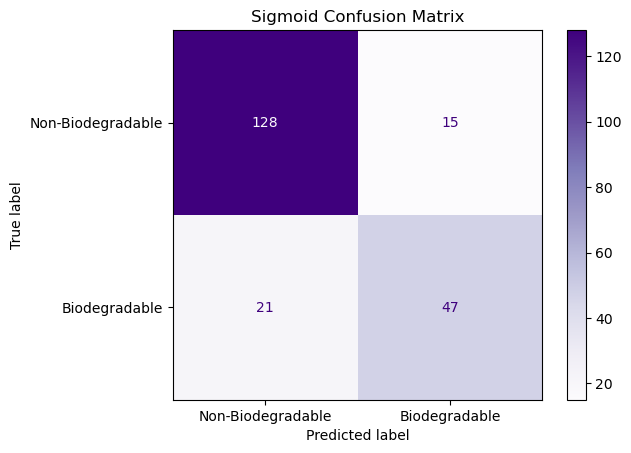 Sigmoid Confusion Matrix
True label
Non-Biodegradable
128
15
Biodegradable
21
47
Non-Biodegradable
Biodegradable
Predicted label
120
100
80
60
40
20